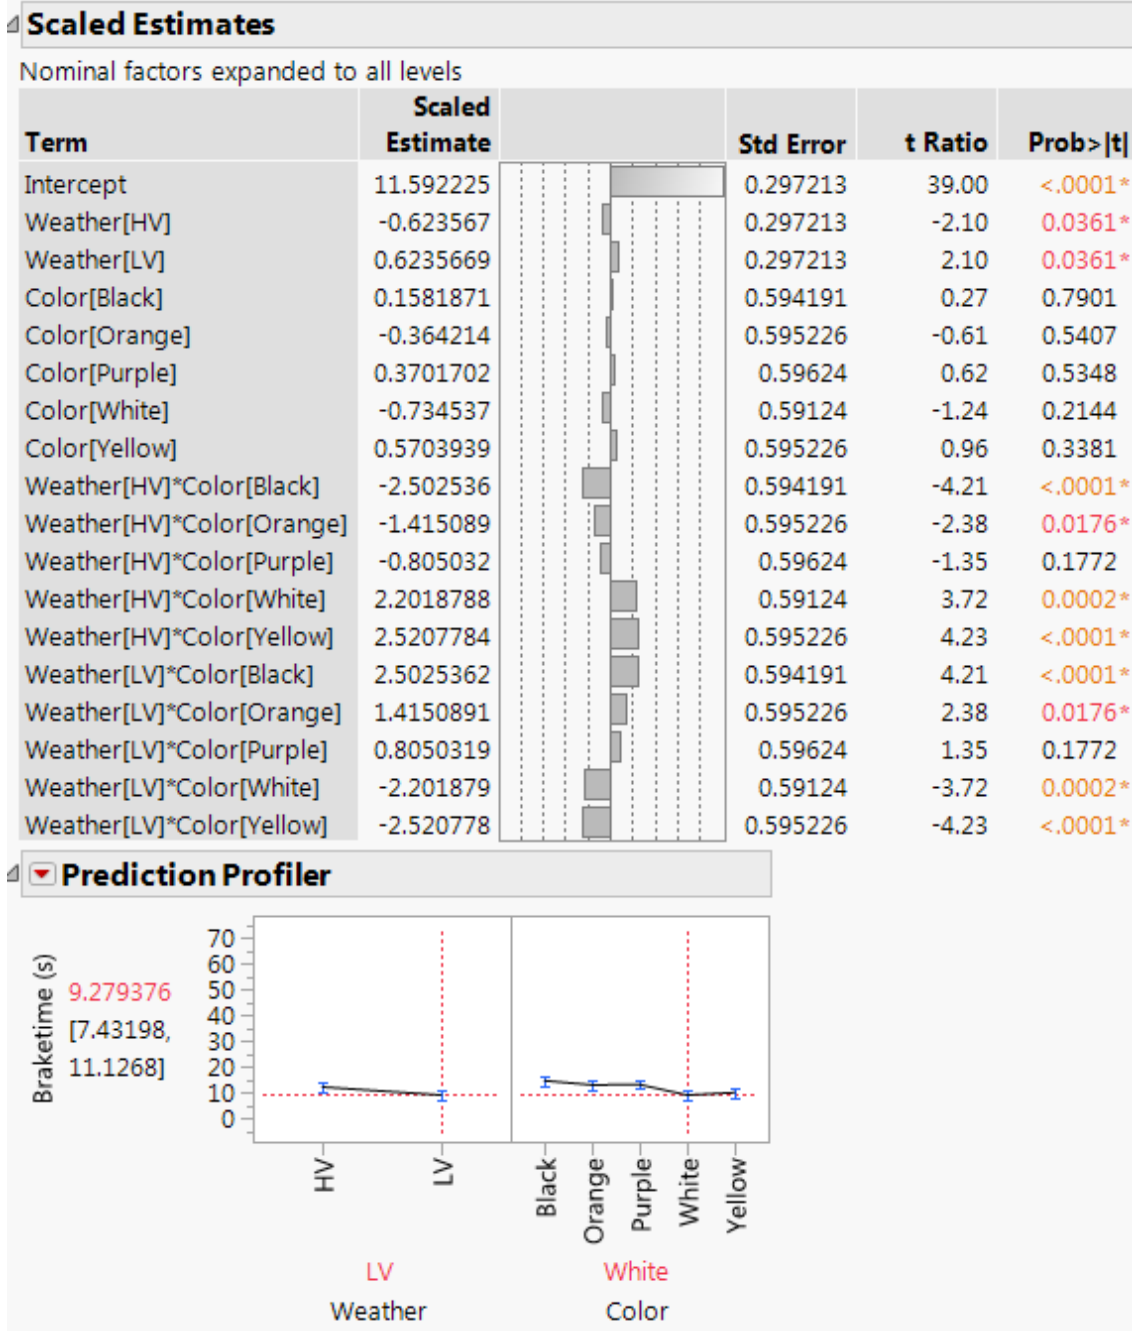 Scaled Estimates
Nominal factors expanded to all levels
Term Scaled Estimate Std Error t Ratio Prob>|t|
Intercept 11.592225 0.297213 39.00 <.0001*
Weather[HV] -0.623567 0.297213 -2.10 0.0361*
Weather[LV] 0.6235669 0.297213 2.10 0.0361*
Color[Black] 0.1581871 0.594191 0.27 0.7901
Color[Orange] -0.364214 0.595226 -0.61 0.5407
Color[Purple] 0.3701702 0.59624 0.62 0.5348
Color[White] -0.734537 0.59124 -1.24 0.2144
Color[Yellow] 0.5703939 0.595226 0.96 0.3381
Weather[HV]*Color[Black] -2.502536 0.594191 -4.21 <.0001*
Weather[HV]*Color[Orange] -1.415089 0.595226 -2.38 0.0176*
Weather[HV]*Color[Purple] -0.805032 0.59624 -1.35 0.1772
Weather[HV]*Color[White] 2.2018788 0.59124 3.72 0.0002*
Weather[HV]*Color[Yellow] 2.5207784 0.595226 4.23 <.0001*
Weather[LV]*Color[Black] 2.5025362 0.594191 4.21 <.0001*
Weather[LV]*Color[Orange] 1.4150891 0.595226 2.38 0.0176*
Weather[LV]*Color[Purple] 0.8050319 0.59624 1.35 0.1772
Weather[LV]*Color[White] -2.201879 0.59124 -3.72 0.0002*
Weather[LV]*Color[Yellow] -2.520778 0.595226 -4.23 <.0001*
Prediction Profiler
Braketime (s)
9.279376
[7.43198,
11.1268]
70
60
50
40
30
20
10
0
HV
LV
Black
Orange
Purple
White
Yellow
LV White
Weather Color